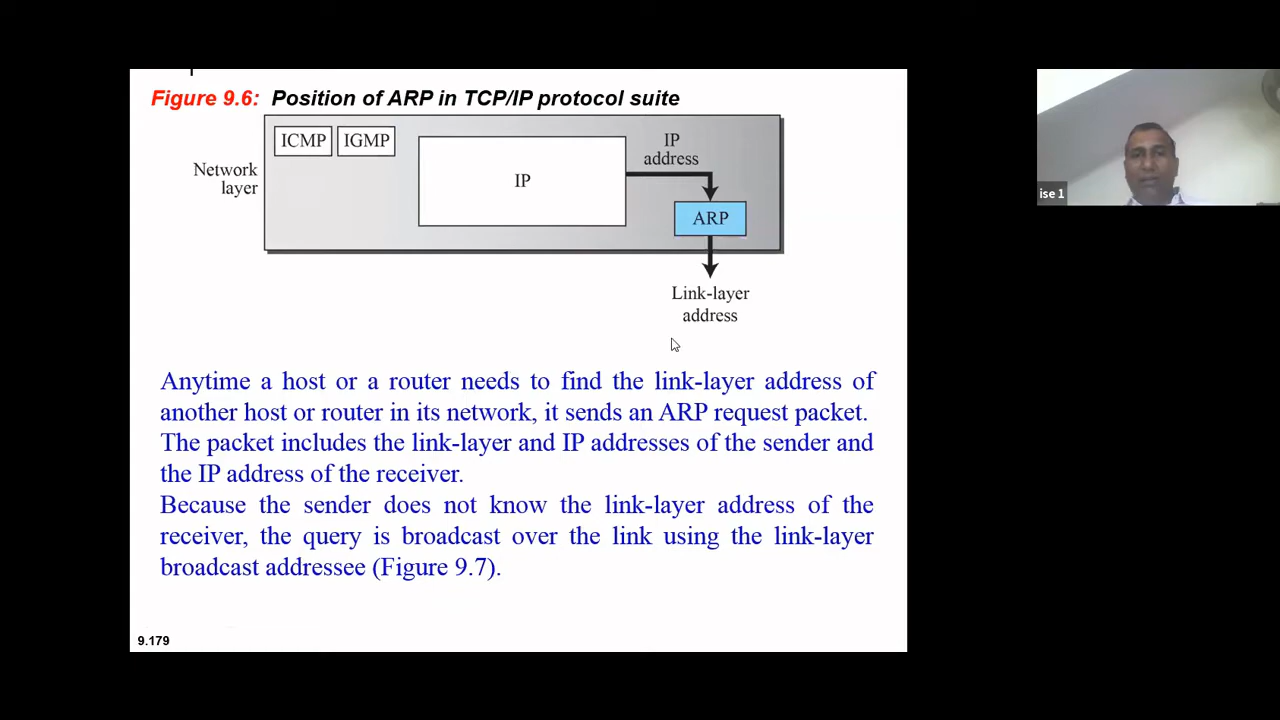 Figure 9.6: Position of ARP in TCP/IP protocol suite
ICMP IGMP
IP
address
Network
layer
IP
ARP
Link-layer
address
ise 1
Anytime a host or a router needs to find the link-layer address of
another host or router in its network, it sends an ARP request packet.
The packet includes the link-layer and IP addresses of the sender and
the IP address of the receiver.
Because the sender does not know the link-layer address of the
receiver, the query is broadcast over the link using the link-layer
broadcast addressee (Figure 9.7).
9.179